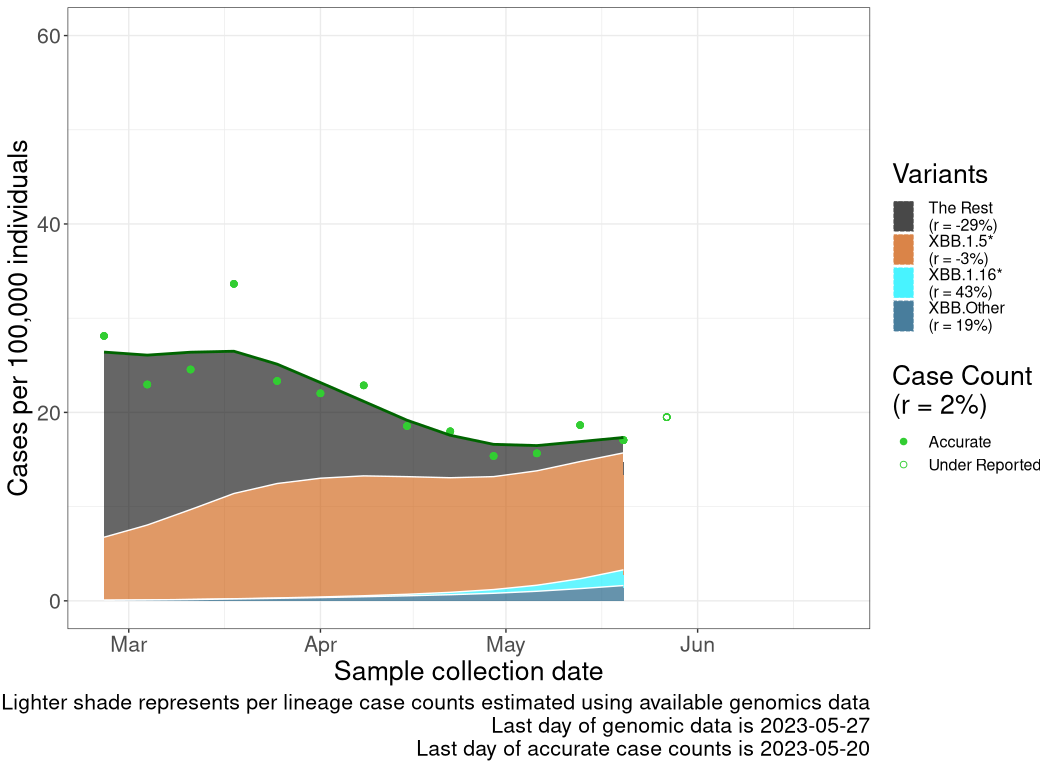 60
40
20
0
Cases per 100,000 individuals
Mar Apr May Jun
Sample collection date
Variants
The Rest
(r = -29%)
XBB.1.5*
(r = -3%)
XBB.1.16*
(r = 43%)
XBB.Other
(r = 19%)
Case Count
(r = 2%)
Accurate
Under Reported
Lighter shade represents per lineage case counts estimated using available genomics data
Last day of genomic data is 2023-05-27
Last day of accurate case counts is 2023-05-20